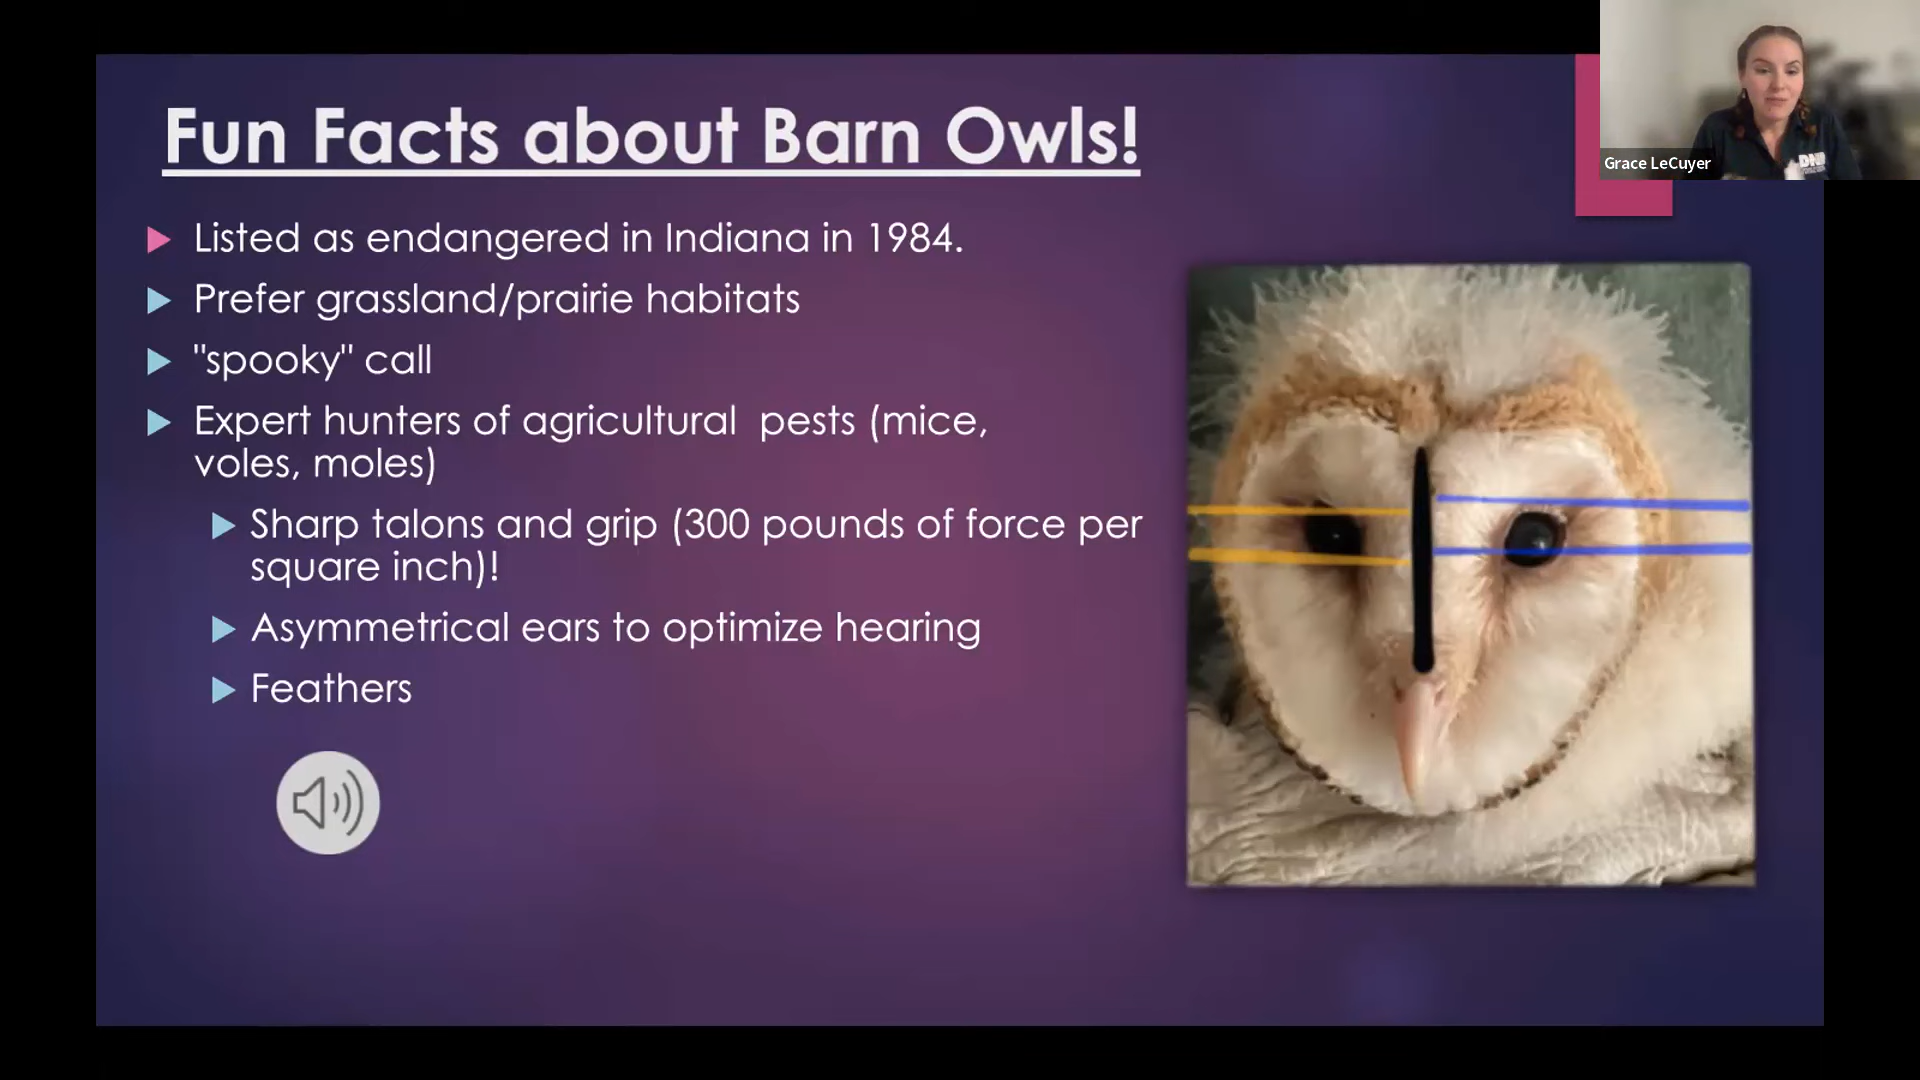 Fun Facts about Barn Owls!
Listed as endangered in Indiana in 1984.
Prefer grassland/prairie habitats
"spooky" call
Expert hunters of agricultural  pests (mice,
voles, moles)
Sharp talons and grip (300 pounds of force per
square inch)!
Asymmetrical ears to optimize hearing
Feathers
Grace LeCuyer